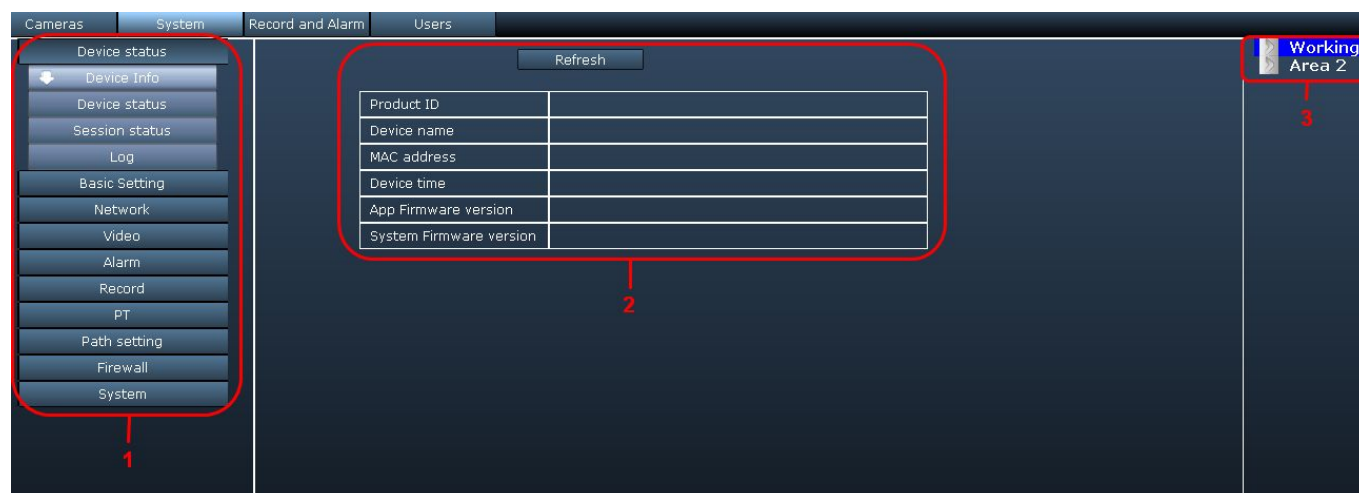 Cameras System Record and Alarm Users
Device status
Device Info
Device status
Session status
Log
Basic Setting
Network
Video
Alarm
Record
PT
Path setting
Firewall
System
1
Refresh
Product ID
Device name
MAC address
Device time
App Firmware version
System Firmware version
2
Working
Area 2
3